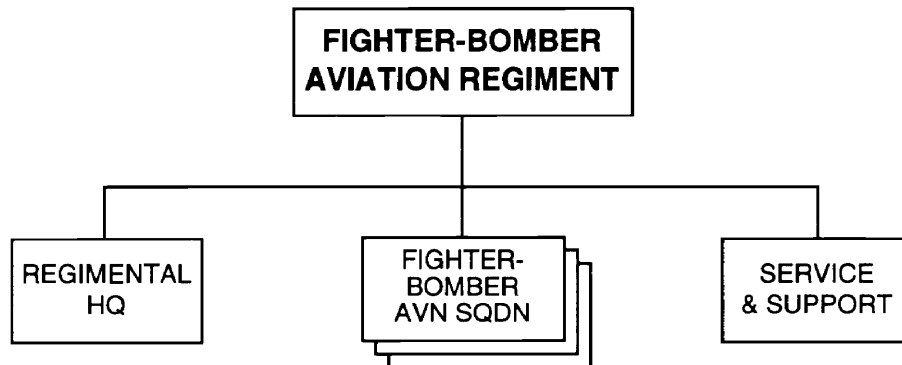 FIGHTER-BOMBER
AVIATION REGIMENT
REGIMENTAL
HQ
FIGHTER-
BOMBER
AVN SQDN
SERVICE
& SUPPORT